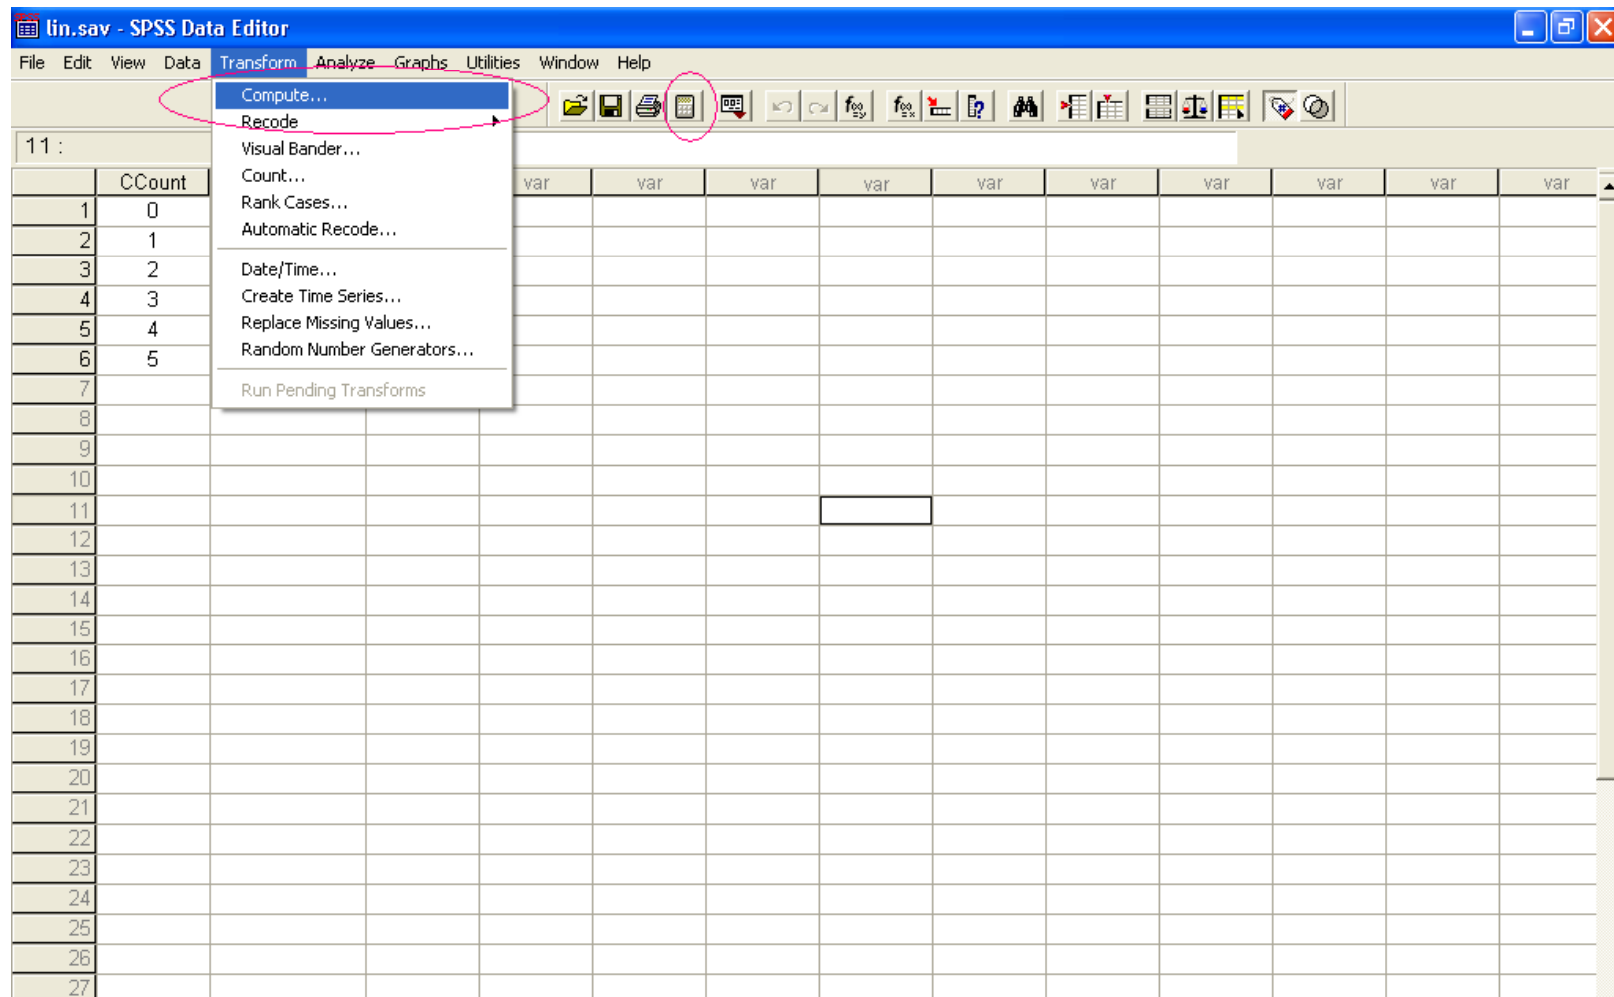 lin.sav - SPSS Data Editor
File Edit View Data Transform Analyze Graphs Utilities Window Help
Compute...
Recode
11 :
Visual Bander...
Count...
Rank Cases...
Automatic Recode...
Date/Time...
Create Time Series...
Replace Missing Values...
Random Number Generators...
Run Pending Transforms
CCount var var var var var var var var var var
1 0
2 1
3 2
4 3
5 4
6 5
7
8
9
10
11
12
13
14
15
16
17
18
19
20
21
22
23
24
25
26
27